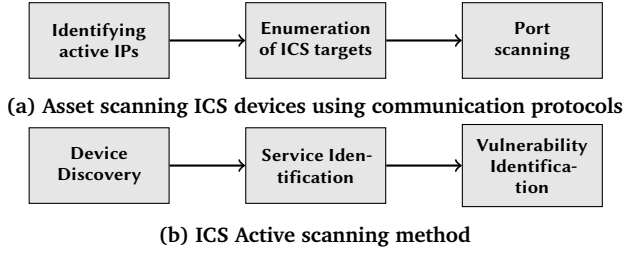 Identifying
active IPs
Enumeration
of ICS targets
Port
scanning
(a) Asset scanning ICS devices using communication protocols
Device
Discovery
Service Iden-
tification
Vulnerability
Identifica-
tion
(b) ICS Active scanning method